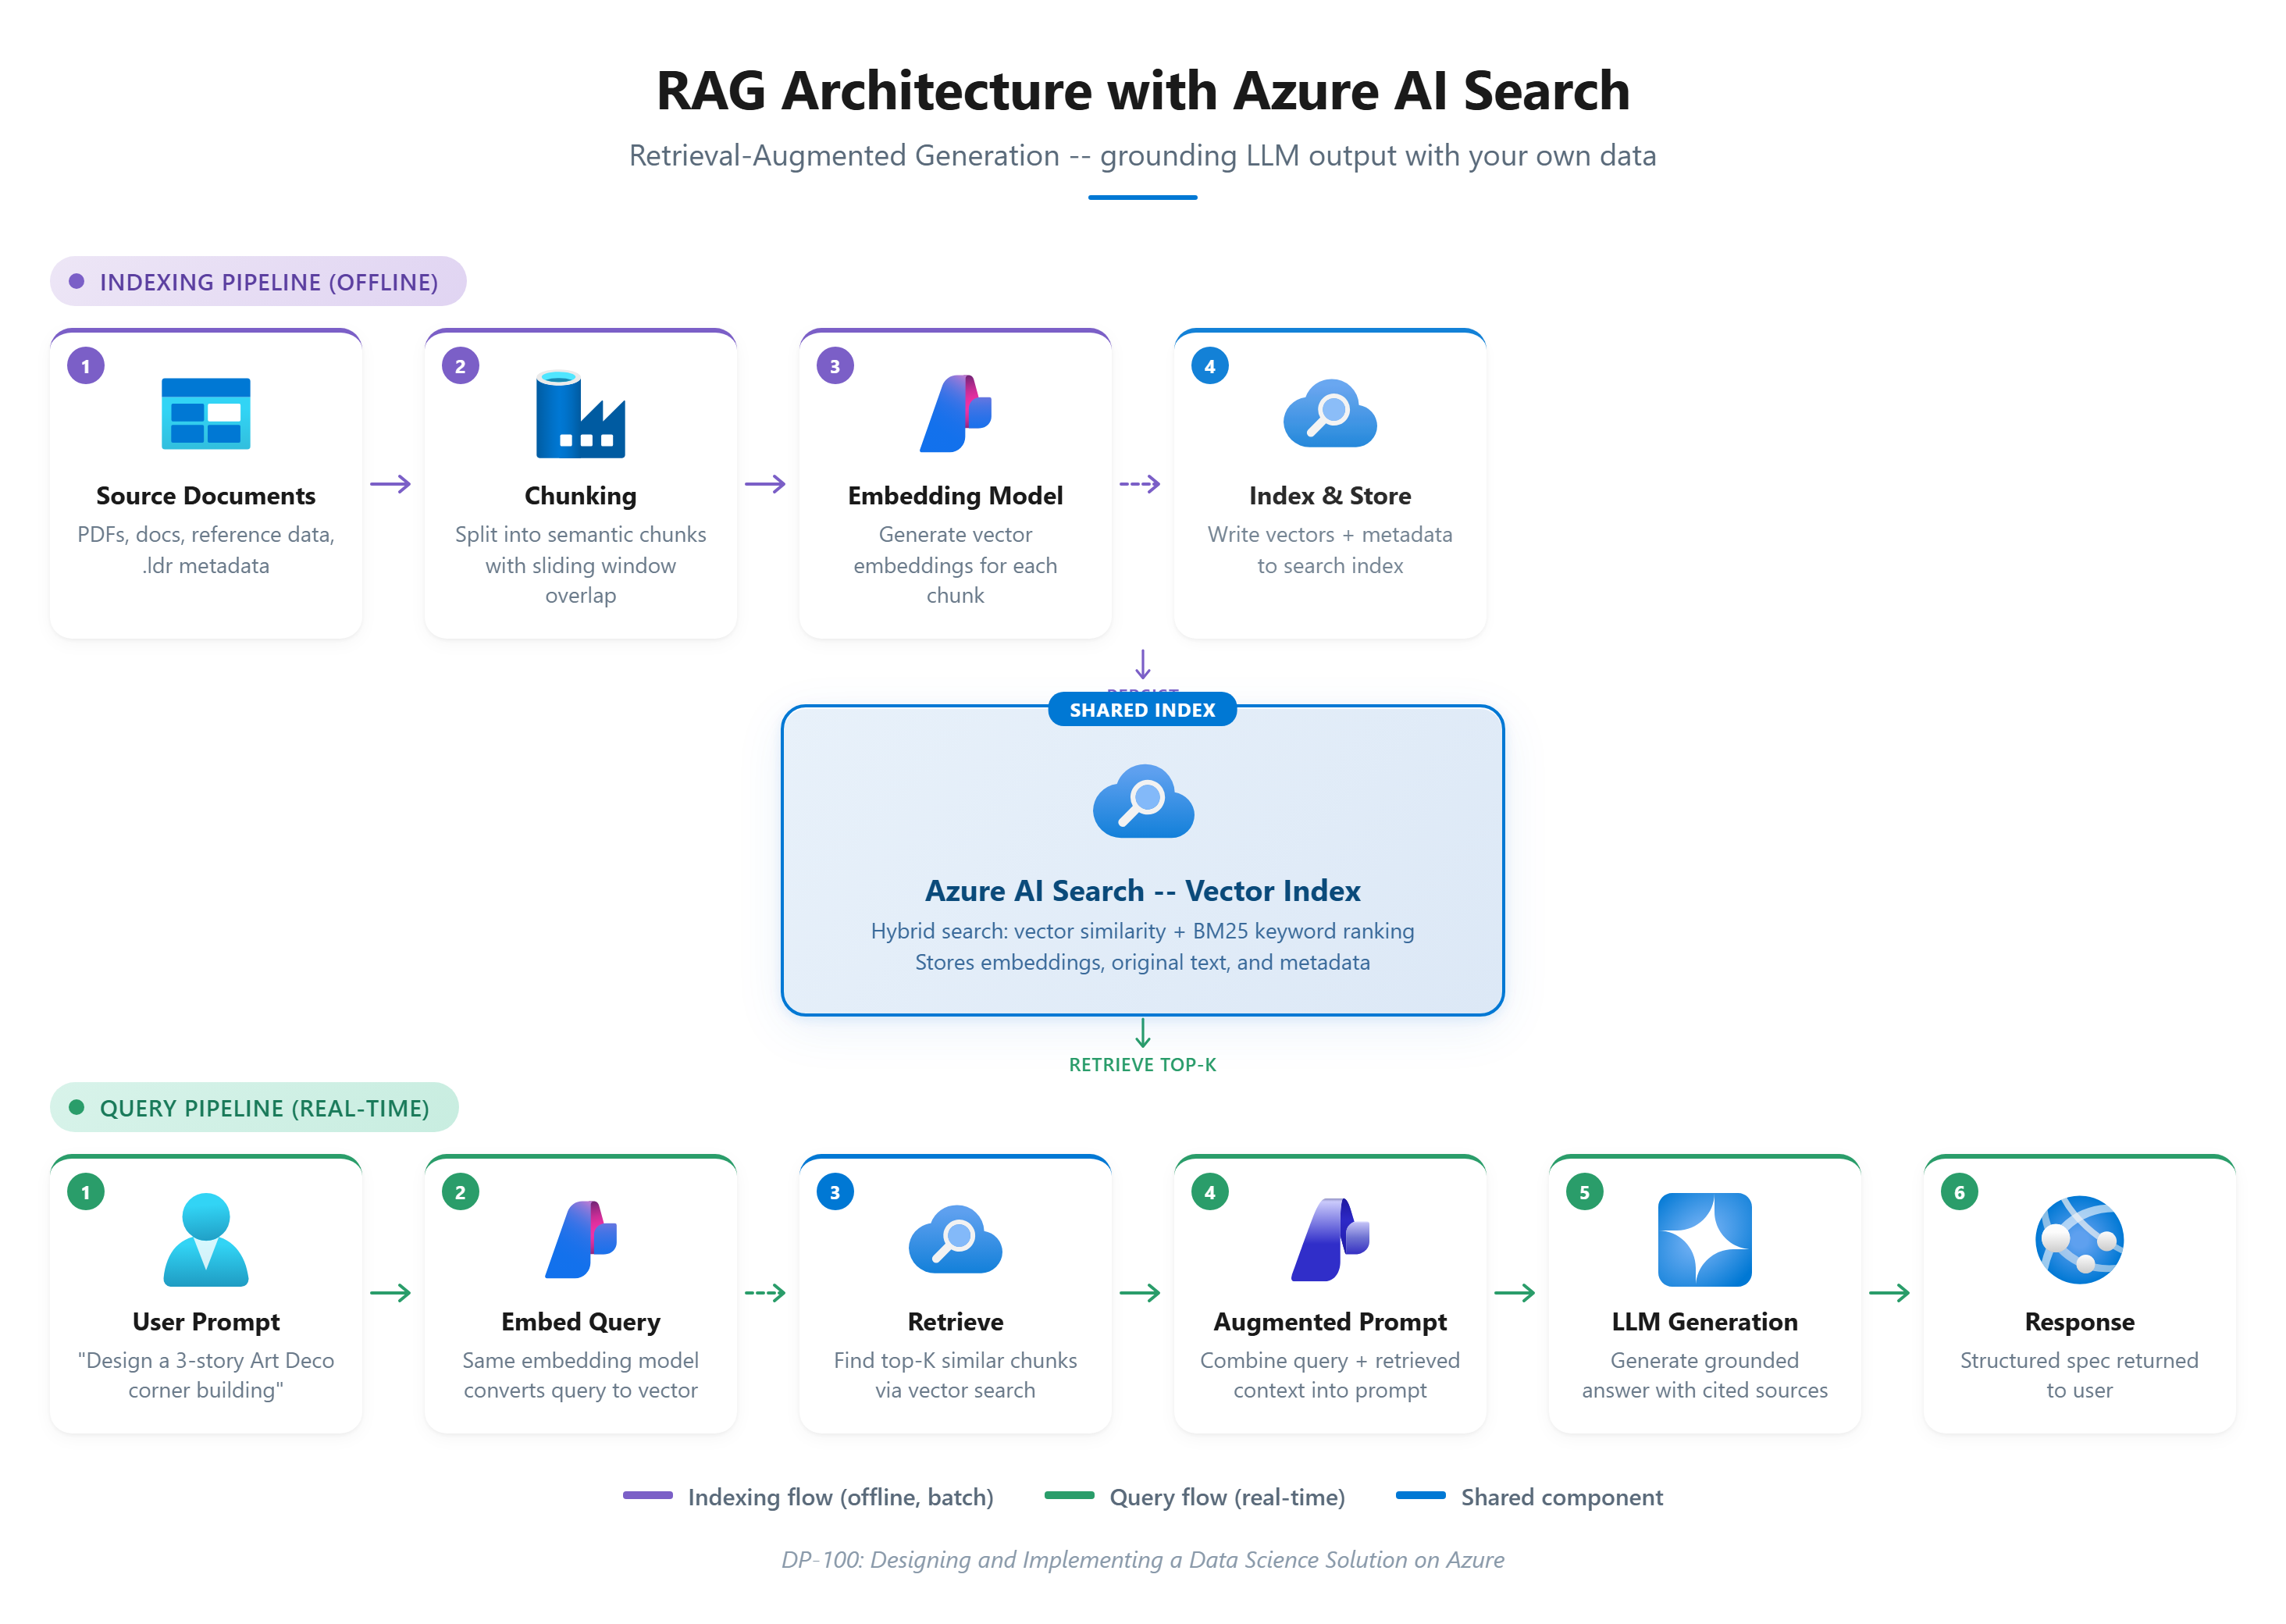 RAG Architecture with Azure AI Search
Retrieval-Augmented Generation -- grounding LLM output with your own data
INDEXING PIPELINE (OFFLINE)
1
Source Documents
PDFs, docs, reference data,
.ldr metadata
2
Chunking
Split into semantic chunks
with sliding window
overlap
3
Embedding Model
Generate vector
embeddings for each
chunk
4
Index & Store
Write vectors + metadata
to search index
PERSIST
SHARED INDEX
Azure AI Search -- Vector Index
Hybrid search: vector similarity + BM25 keyword ranking
Stores embeddings, original text, and metadata
RETRIEVE TOP-K
QUERY PIPELINE (REAL-TIME)
1
User Prompt
"Design a 3-story Art Deco
corner building"
2
Embed Query
Same embedding model
converts query to vector
3
Retrieve
Find top-K similar chunks
via vector search
4
Augmented Prompt
Combine query + retrieved
context into prompt
5
LLM Generation
Generate grounded
answer with cited sources
6
Response
Structured spec returned
to user
Indexing flow (offline, batch)
Query flow (real-time)
Shared component
DP-100: Designing and Implementing a Data Science Solution on Azure